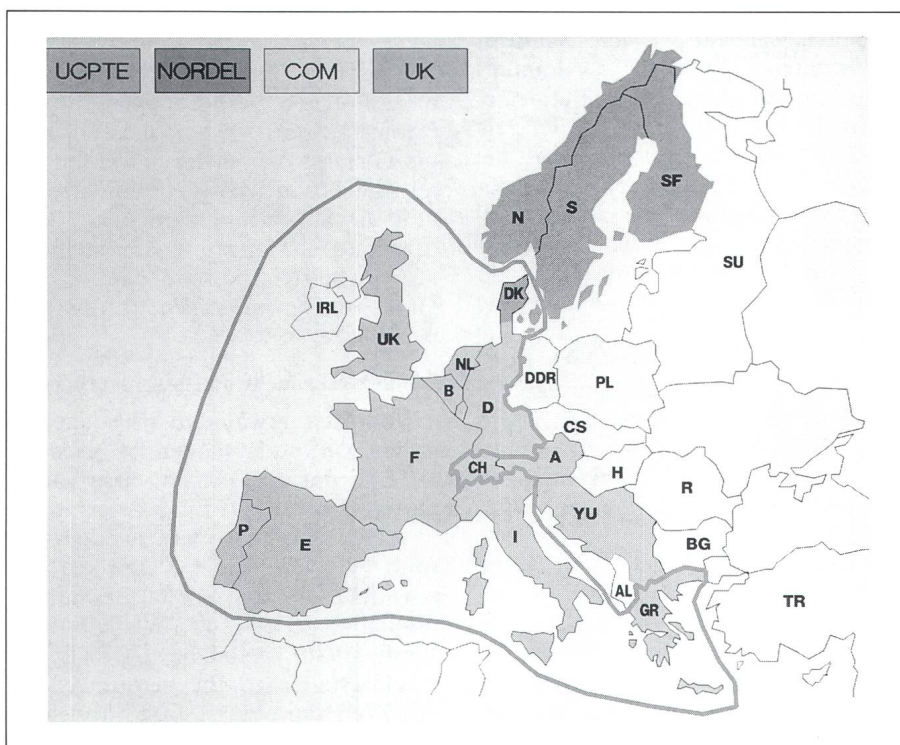 UCPTE NORDEL COM UK
SF
N S
SU
DK
IRL
UK
NL
DDR PL
B
D
CS
A
F CH H
R
YU
P
E I BG
AL
GR TR